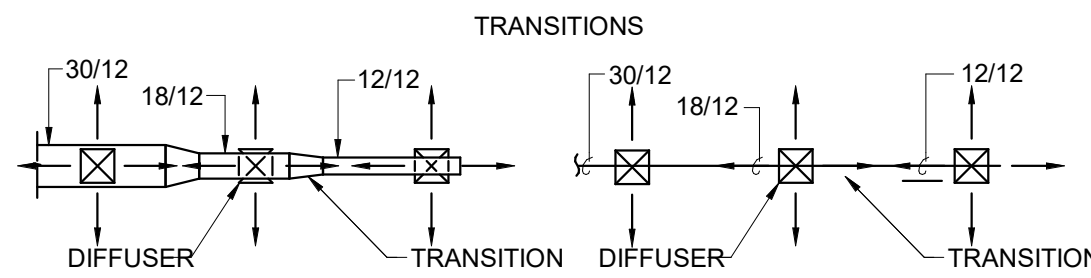 TRANSITIONS
30/12
18/12
12/12
DIFFUSER
TRANSITION
30/12
18/12
12/12
DIFFUSER
TRANSITION